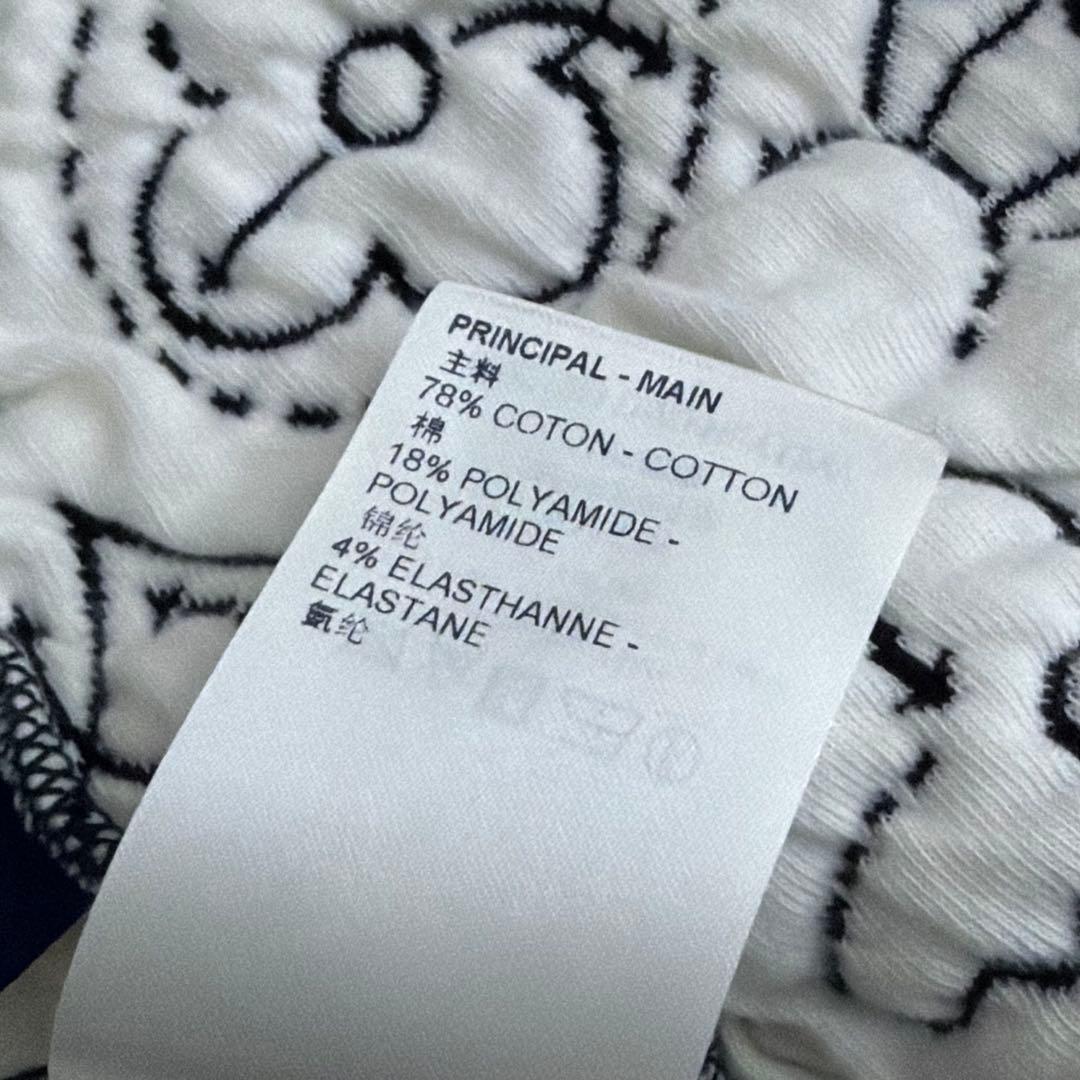 PRINCIPAL - MAIN
主料
78% COTON - COTTON
棉
18% POLYAMIDE -
POLYAMIDE
锦纶
4% ELASTHANNE -
ELASTANE
氨纶